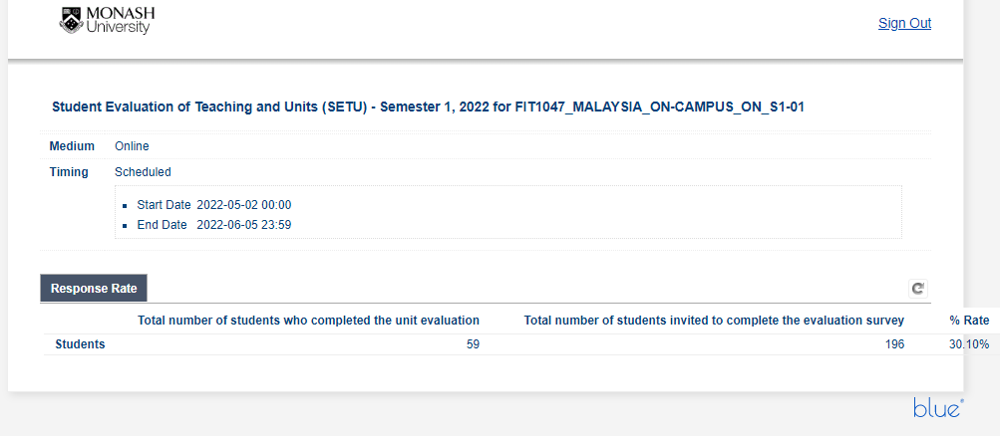 MONASH
University
Sign Out
Student Evaluation of Teaching and Units (SETU) - Semester 1, 2022 for FIT1047_MALAYSIA_ON-CAMPUS_ON_S1-01
Medium Online
Timing Scheduled
Start Date 2022-05-02 00:00
End Date 2022-06-05 23:59
Response Rate
Total number of students who completed the unit evaluation Total number of students invited to complete the evaluation survey % Rate
Students 59 196 30.10%
blue